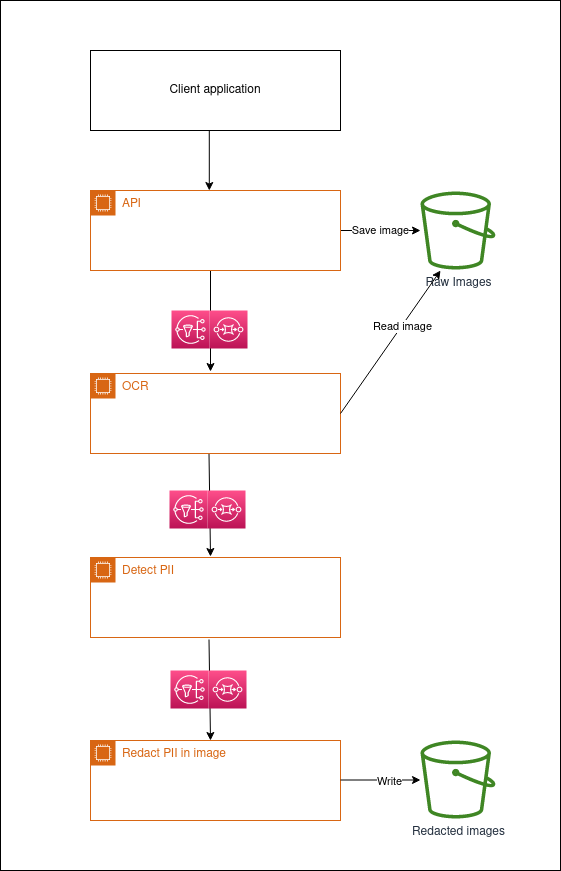 Client application
API
Save image
Raw Images
Read image
OCR
Detect PII
Redact PII in image
Write
Redacted images